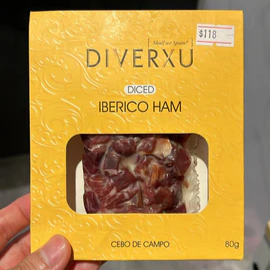 $118
DIVERXU
DICED
IBERICO HAM
CEBO DE CAMPO
80g